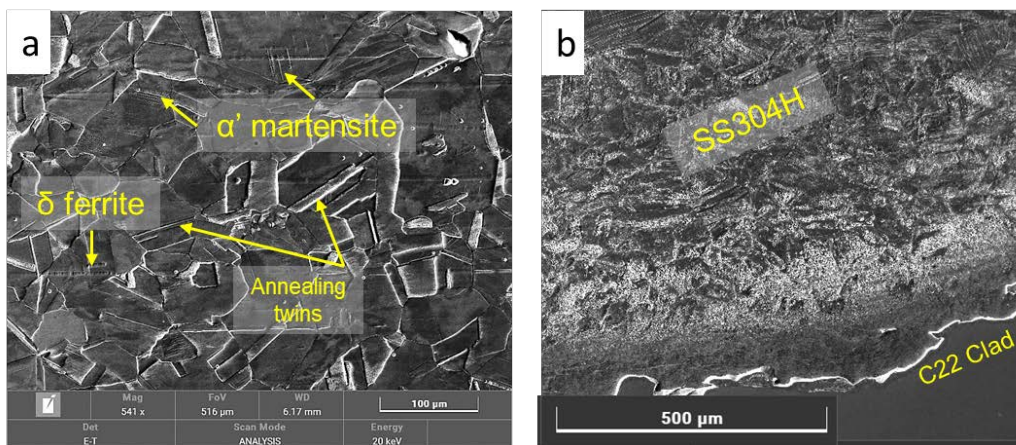 a
α’ martensite
δ ferrite
Annealing
twins
Mag
541 x
FoV
516 µm
WD
6.17 mm
100 µm
Det
E-T
Scan Mode
ANALYSIS
Energy
20 keV
b
SS304H
C22 Clad
500 µm